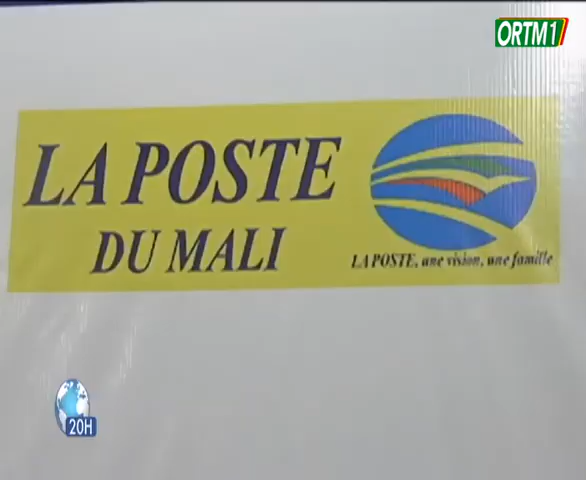 ORTM1
LA POSTE
DU MALI
LA POSTE, une vision, une famille
20H